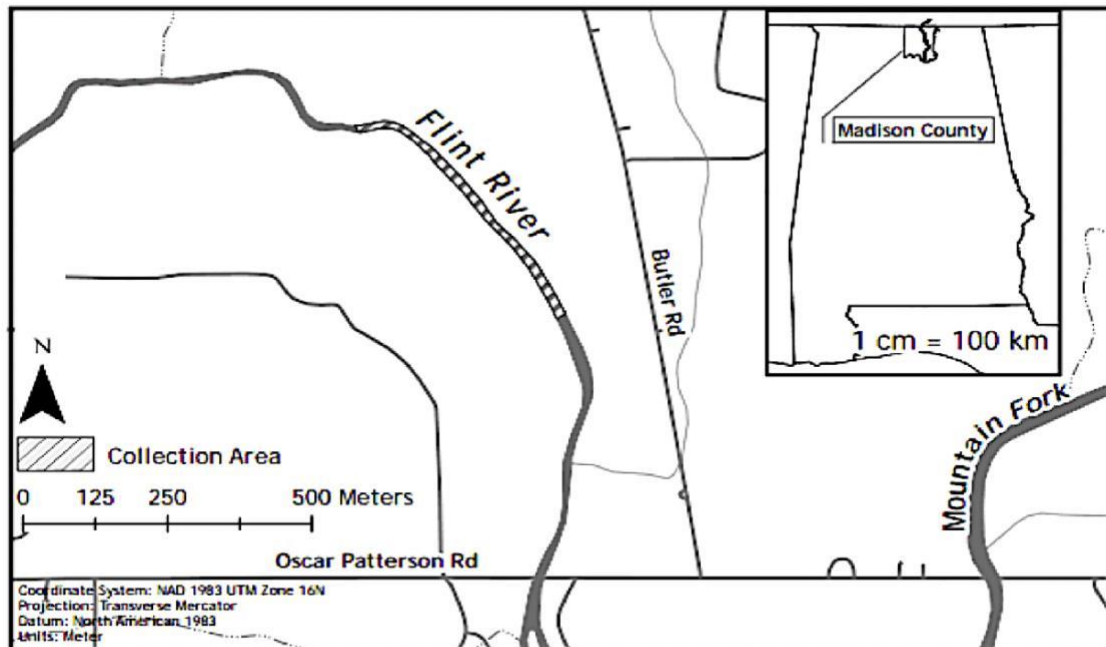 Flint River
Madison County
Butler Rd
1 cm = 100 km
N
Mountain Fork
Collection Area
0 125 250 500 Meters
Oscar Patterson Rd
Coordinate System: NAD 1983 UTM Zone 16N
Projection: Transverse Mercator
Datum: North American 1983
Units: Meter